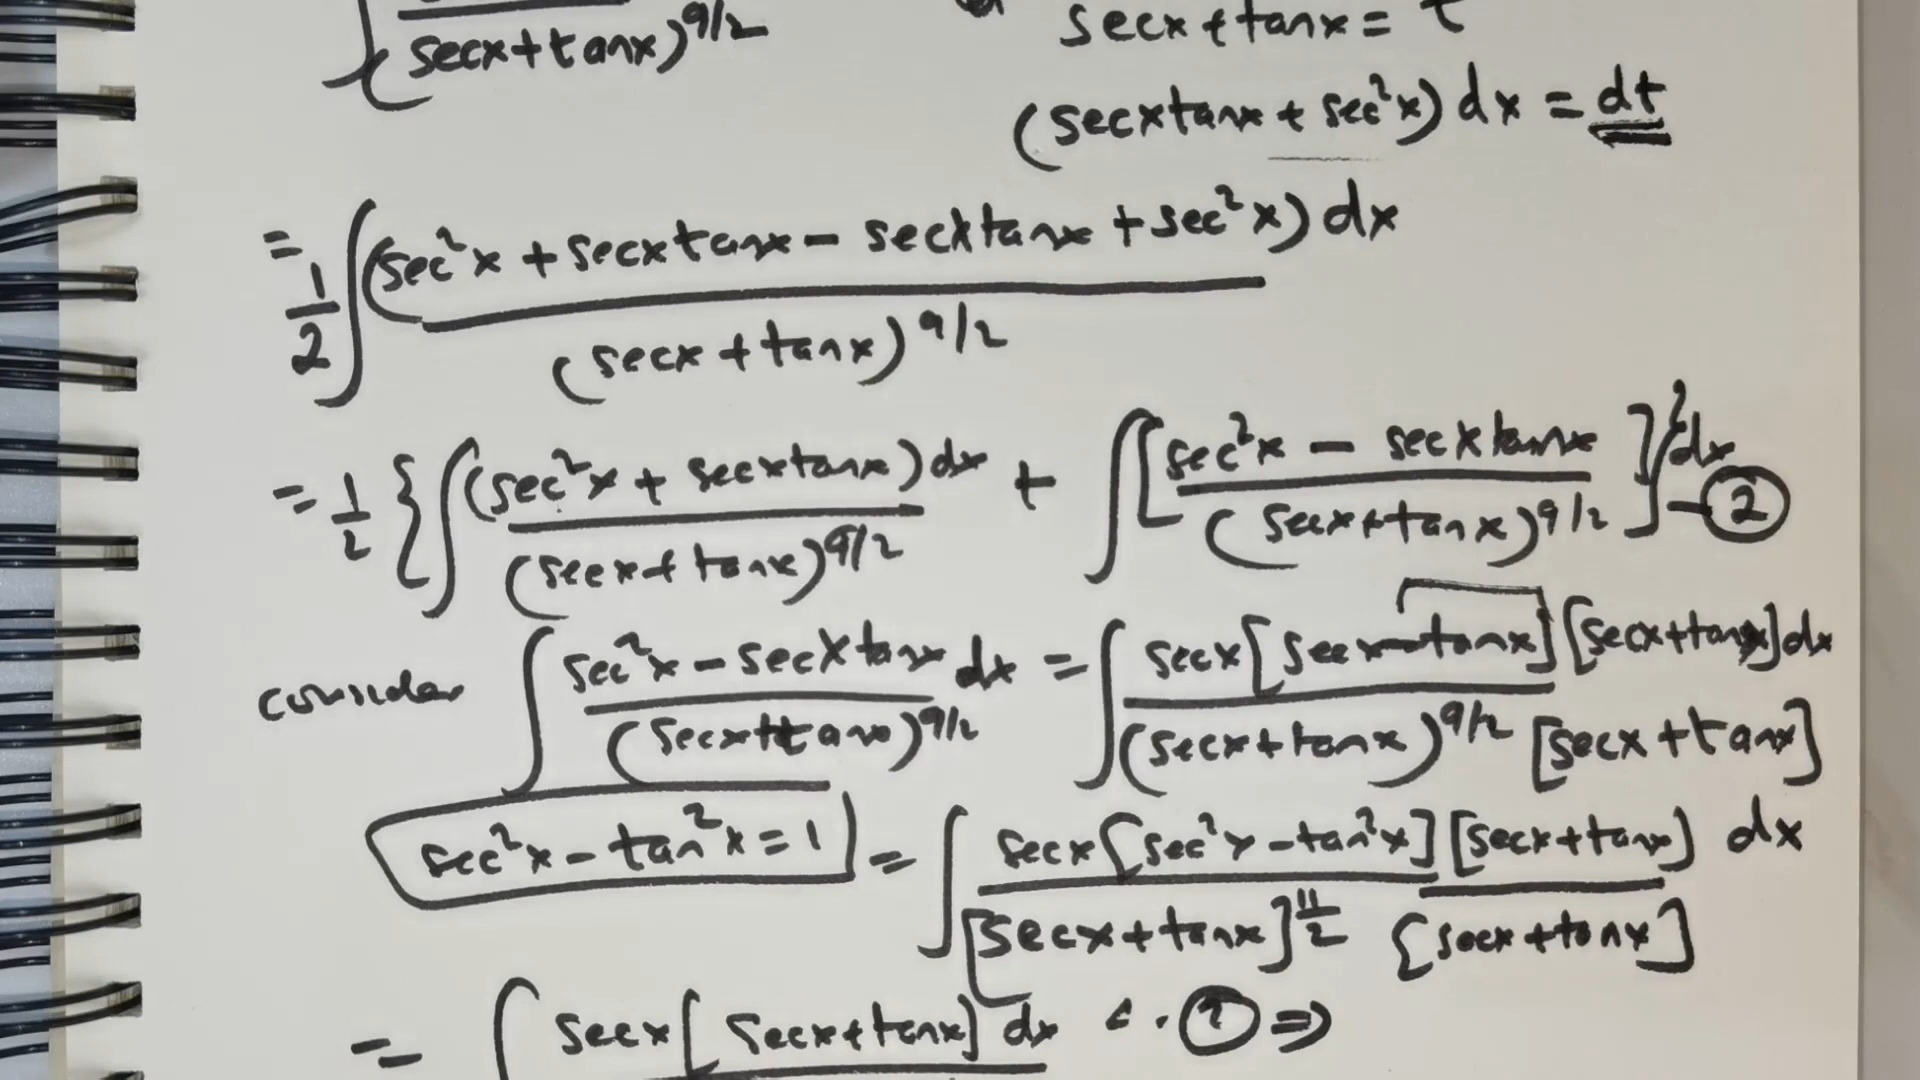 ∫ ‾‾‾ / (secx+tanx)^9/2
secx+tanx = t
(secxtanx + sec²x) dx = dt
= 1/2 ∫ (sec²x + secxtanx − secxtanx + sec²x) dx / (secx+tanx)^9/2
= 1/2 { ∫ (sec²x + secxtanx) dx / (secx+tanx)^9/2 + ∫ [ sec²x − secxtanx / (secx+tanx)^9/2 ] } dx — ②
consider ∫ sec²x − secxtanx / (secx+tanx)^9/2 dx = ∫ secx [secx−tanx] [secx+tanx] dx / (secx+tanx)^9/2 [secx+tanx]
sec²x − tan²x = 1 = ∫ secx [sec²x − tan²x] [secx+tanx] dx / [secx+tanx]^11/2 [secx+tanx]
= ∫ secx [secx+tanx] dx ②⇒